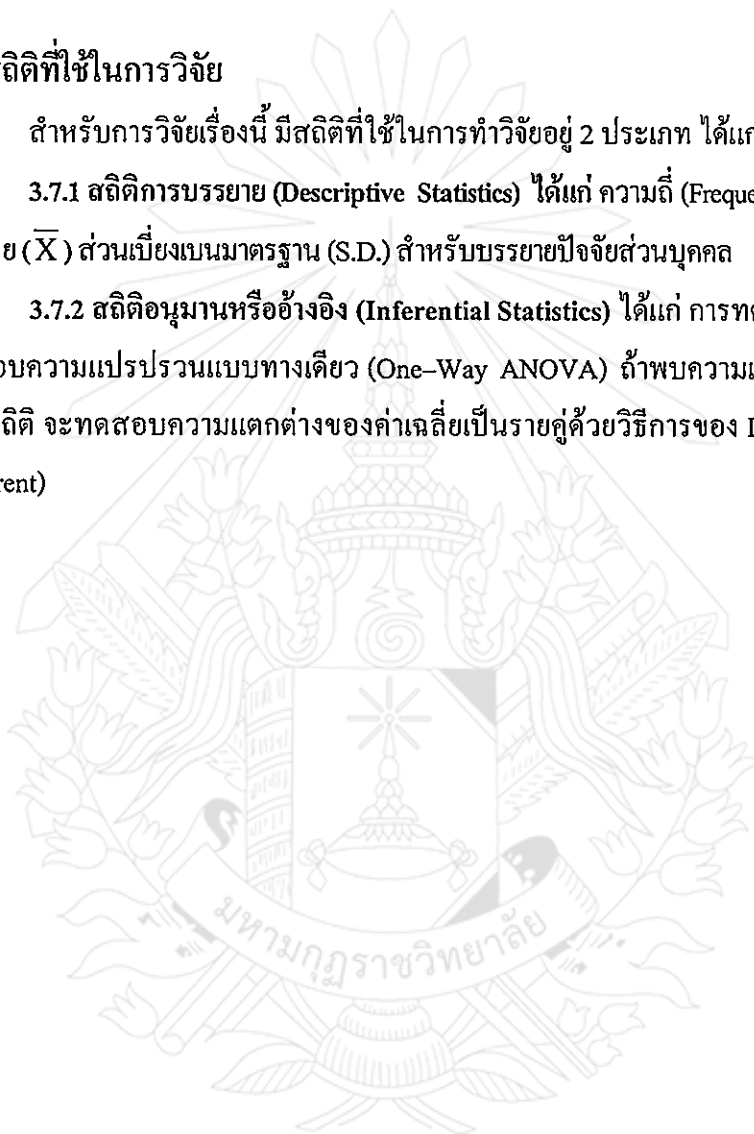 ถิติที่ใช้ในการวิจัย
สำหรับการวิจัยเรื่องนี้ มีสถิติที่ใช้ในการทำวิจัยอยู่ 2 ประเภท ได้แก
3.7.1 สถิติการบรรยาย (Descriptive Statistics) ได้แก่ ความถี่ (Freque
ย (X̅) ส่วนเบี่ยงเบนมาตรฐาน (S.D.) สำหรับบรรยายปัจจัยส่วนบุคคล
3.7.2 สถิติอนุมานหรืออ้างอิง (Inferential Statistics) ได้แก่ การทด
อบความแปรปรวนแบบทางเดียว (One–Way ANOVA) ถ้าพบความแ
ถิติ จะทดสอบความแตกต่างของค่าเฉลี่ยเป็นรายคู่ด้วยวิธีการของ
rent)
มหามกุฏราชวิทยาลัย